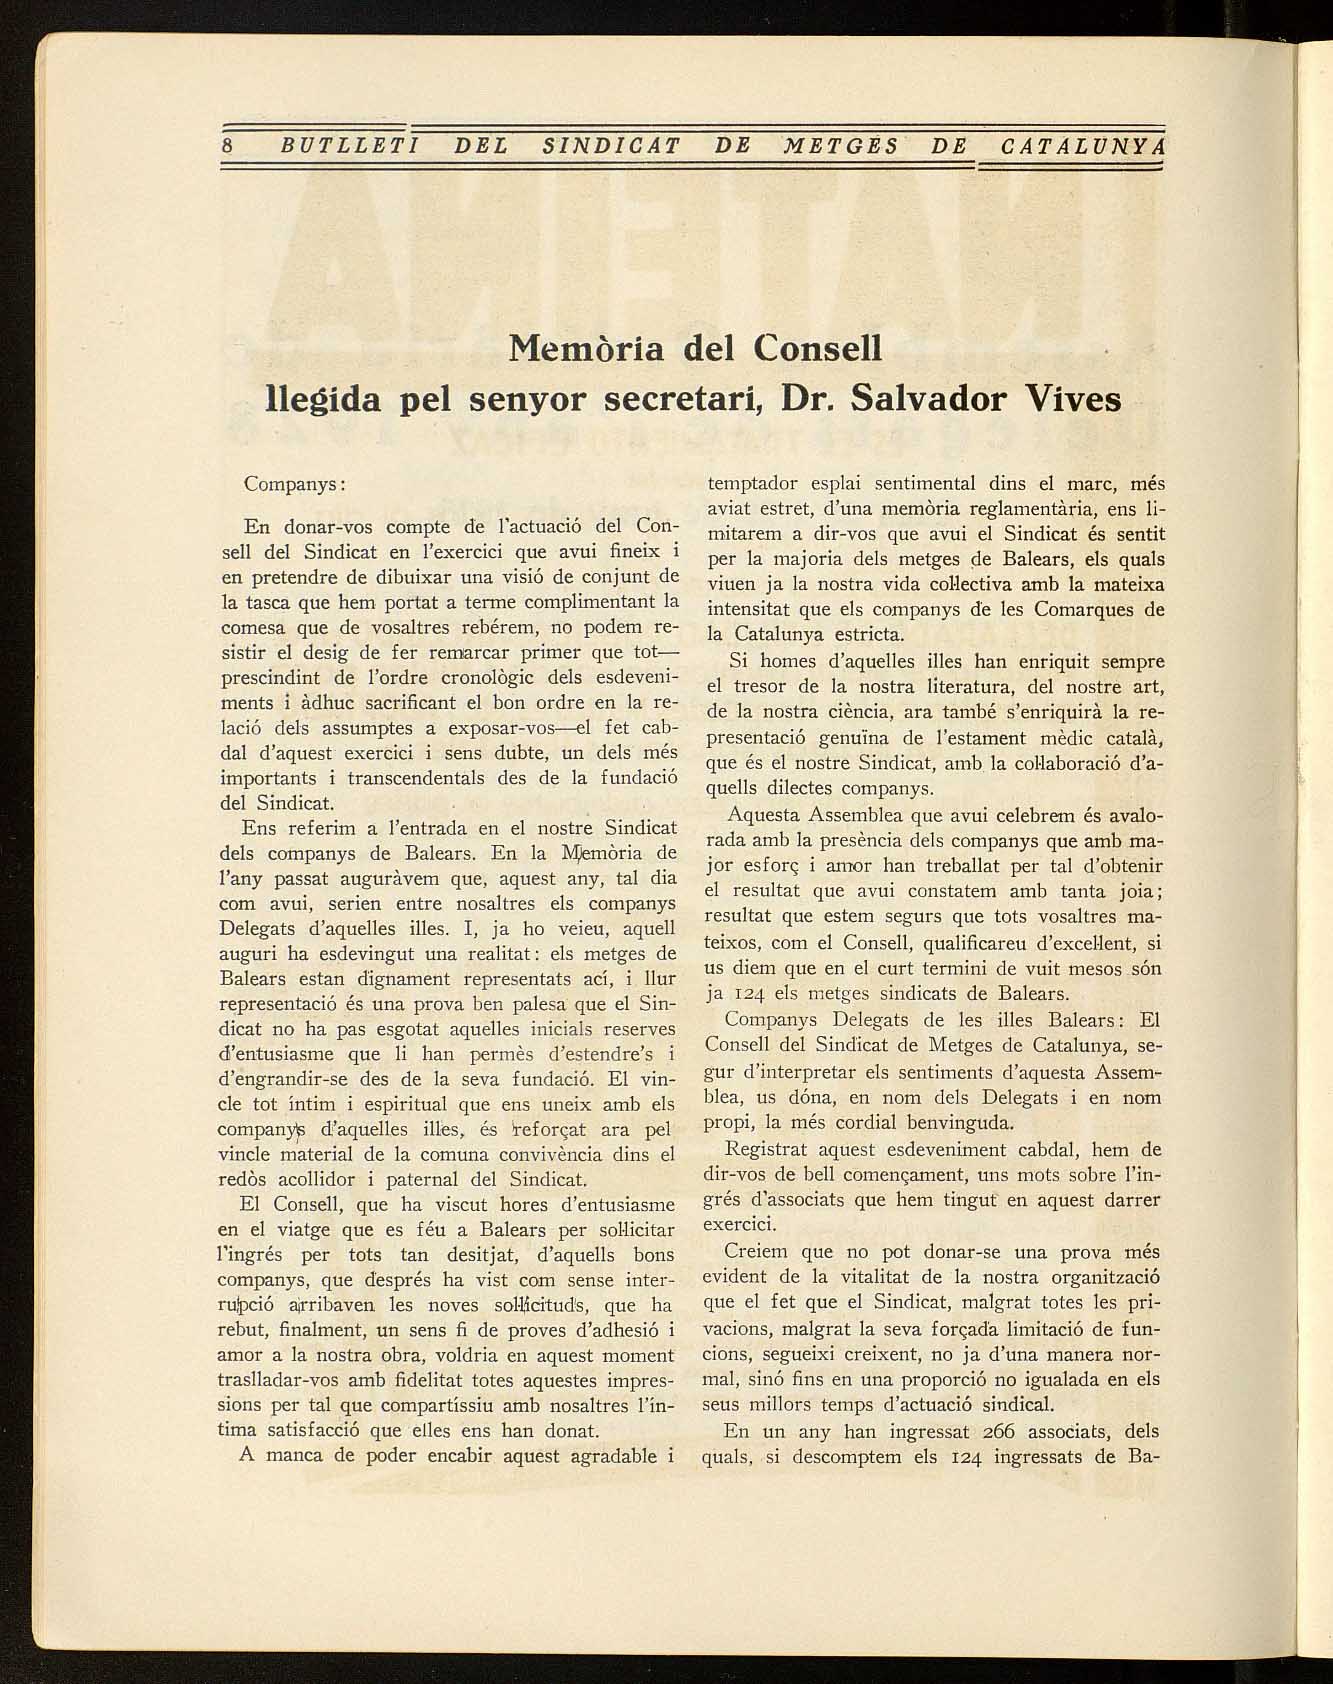 8 BUTLLETI DEL SINDICAT DE METGES DE CATALUNYA
Memòria del Consell
llegida pel senyor secretari, Dr. Salvador Vives
Companys:
En donar-vos compte de l'actuació del Con-
sell del Sindicat en l'exercici que avui fineix i
en pretendre de dibuixar una visió de conjunt de
la tasca que hem portat a terme complimentant la
comesa que de vosaltres rebérem, no podem re-
sistir el desig de fer remarcar primer que tot—
prescindint de l'ordre cronològic dels esdeveni-
ments i àdhuc sacrificant el bon ordre en la re-
lació dels assumptes a exposar-vos—el fet cab-
dal d'aquest exercici i sens dubte, un dels més
importants i transcendentals des de la fundació
del Sindicat.
Ens referim a l'entrada en el nostre Sindicat
dels companys de Balears. En la Memòria de
l'any passat auguràvem que, aquest any, tal dia
com avui, serien entre nosaltres els companys
Delegats d'aquelles illes. I, ja ho veieu, aquell
auguri ha esdevingut una realitat: els metges de
Balears estan dignament representats ací, i llur
representació és una prova ben palesa que el Sin-
dicat no ha pas esgotat aquelles inicials reserves
d'entusiasme que li han permès d'estendre's i
d'engrandir-se des de la seva fundació. El vin-
cle tot íntim i espiritual que ens uneix amb els
companys d'aquelles illes, és reforçat ara pel
vincle material de la comuna convivència dins el
redòs acollidor i paternal del Sindicat.
El Consell, que ha viscut hores d'entusiasme
en el viatge que es féu a Balears per sol·licitar
l'ingrés per tots tan desitjat, d'aquells bons
companys, que després ha vist com sense inter-
rupció arribaven les noves sol·licituds, que ha
rebut, finalment, un sens fi de proves d'adhesió i
amor a la nostra obra, voldria en aquest moment
traslladar-vos amb fidelitat totes aquestes impres-
sions per tal que compartíssiu amb nosaltres l'ín-
tima satisfacció que elles ens han donat.
A manca de poder encabir aquest agradable i
temptador esplai sentimental dins el marc, més
aviat estret, d'una memòria reglamentària, ens li-
mitarem a dir-vos que avui el Sindicat és sentit
per la majoria dels metges de Balears, els quals
viuen ja la nostra vida col·lectiva amb la mateixa
intensitat que els companys de les Comarques de
la Catalunya estricta.
Si homes d'aquelles illes han enriquit sempre
el tresor de la nostra literatura, del nostre art,
de la nostra ciència, ara també s'enriquirà la re-
presentació genuïna de l'estament mèdic català,
que és el nostre Sindicat, amb la col·laboració d'a-
quells dilectes companys.
Aquesta Assemblea que avui celebrem és avalo-
rada amb la presència dels companys que amb ma-
jor esforç i amor han treballat per tal d'obtenir
el resultat que avui constatem amb tanta joia;
resultat que estem segurs que tots vosaltres ma-
teixos, com el Consell, qualificareu d'excel·lent, si
us diem que en el curt termini de vuit mesos són
ja 124 els metges sindicats de Balears.
Companys Delegats de les illes Balears: El
Consell del Sindicat de Metges de Catalunya, se-
gur d'interpretar els sentiments d'aquesta Assem-
blea, us dóna, en nom dels Delegats i en nom
propi, la més cordial benvinguda.
Registrat aquest esdeveniment cabdal, hem de
dir-vos de bell començament, uns mots sobre l'in-
grés d'associats que hem tingut en aquest darrer
exercici.
Creiem que no pot donar-se una prova més
evident de la vitalitat de la nostra organització
que el fet que el Sindicat, malgrat totes les pri-
vacions, malgrat la seva forçada limitació de fun-
cions, segueixi creixent, no ja d'una manera nor-
mal, sinó fins en una proporció no igualada en els
seus millors temps d'actuació sindical.
En un any han ingressat 266 associats, dels
quals, si descomptem els 124 ingressats de Ba-